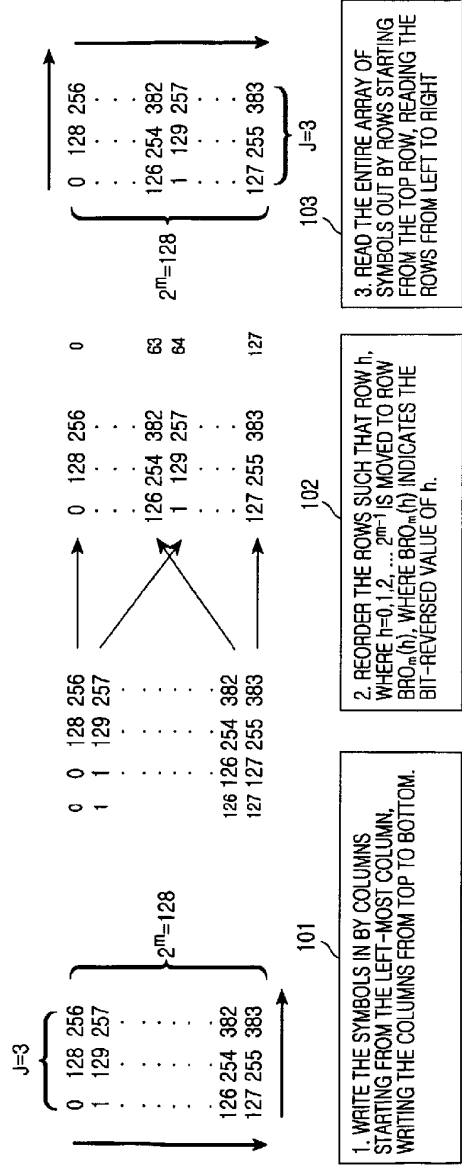 J=3
0 128 256
1 129 257
. . . . . . . . . .
126 254 382
127 255 383
2^m=128
101
1. WRITE THE SYMBOLS IN BY COLUMNS
STARTING FROM THE LEFT-MOST COLUMN,
WRITING THE COLUMNS FROM TOP TO BOTTOM.
0 0 128 256
1 1 129 257
. . . . . . . . . .
126 126 254 382
127 127 255 383
0 128 256 0
. . . . . . . . . .
126 254 382 63
1 129 257 64
. . . . . . . . . .
127 255 383 127
102
2. REORDER THE ROWS SUCH THAT ROW h,
WHERE h=0,1,2, ... 2^m-1 IS MOVED TO ROW
BRO_m(h), WHERE BRO_m(h) INDICATES THE
BIT-REVERSED VALUE OF h.
2^m=128
0 128 256
. . . . . . . . . .
126 254 382
1 129 257
. . . . . . . . . .
127 255 383
J=3
103
3. READ THE ENTIRE ARRAY OF
SYMBOLS OUT BY ROWS STARTING
FROM THE TOP ROW, READING THE
ROWS FROM LEFT TO RIGHT